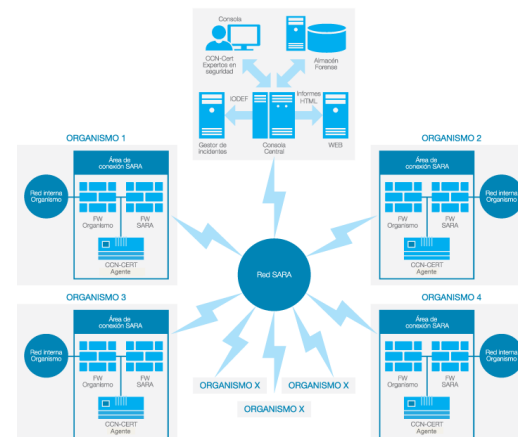 Consola
CCN-Cert
Expertos en
seguridad
Almacén
Forense
IODEF
Informes
HTML
Gestor de
incidentes
Consola
Central
WEB
ORGANISMO 1
Área de
conexión SARA
Red interna
Organismo
FW
Organismo
FW
SARA
CCN-CERT
Agente
ORGANISMO 2
Área de
conexión SARA
Red interna
Organismo
FW
Organismo
FW
SARA
CCN-CERT
Agente
Red SARA
ORGANISMO 3
Área de
conexión SARA
Red interna
Organismo
FW
Organismo
FW
SARA
CCN-CERT
Agente
ORGANISMO 4
Área de
conexión SARA
Red interna
Organismo
FW
Organismo
FW
SARA
CCN-CERT
Agente
ORGANISMO X
ORGANISMO X
ORGANISMO X